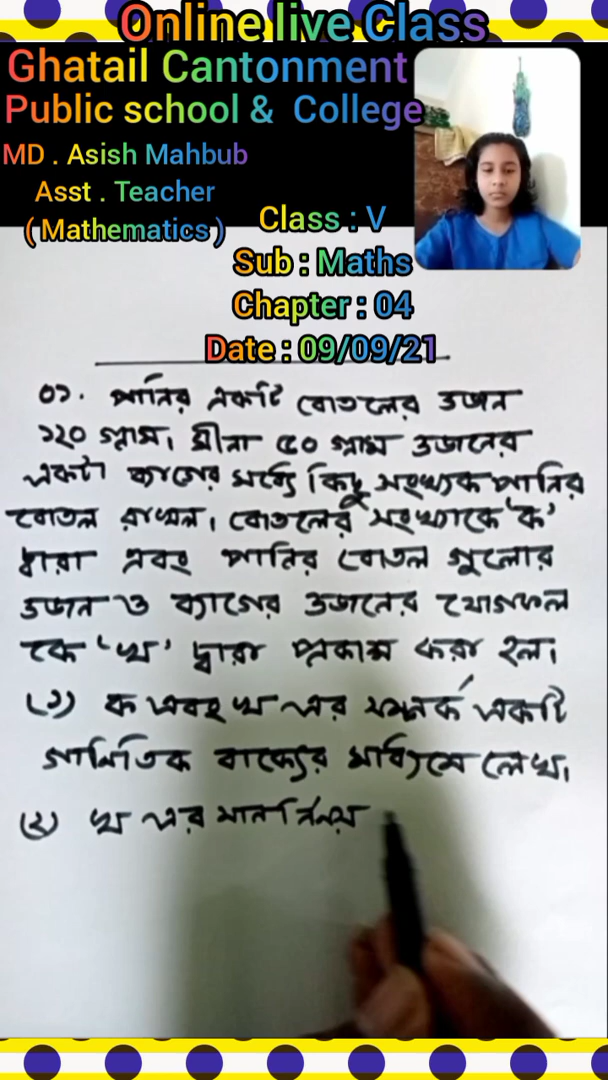 Online live Class
Ghatail Cantonment
Public school & College
MD . Asish Mahbub
Asst . Teacher
( Mathematics )
Class : V
Sub : Maths
Chapter : 04
Date : 09/09/21
০১. পানির একটি বোতলের ওজন
১২০ গ্রাম। মীনা ৫০ গ্রাম ওজনের
একটা ব্যাগের মধ্যে কিছু সংখ্যক পানির
বোতল রাখল। বোতলের সংখ্যাকে 'ক'
দ্বারা এবং পানির বোতল গুলোর
ওজন ও ব্যাগের ওজনের যোগফল
কে 'খ' দ্বারা প্রকাশ করা হল।
(১) ক এবং খ এর সম্পর্ক একটি
গাণিতিক বাক্যের মাধ্যিমে লেখ।
(২) খ এর মান র্নিণয়